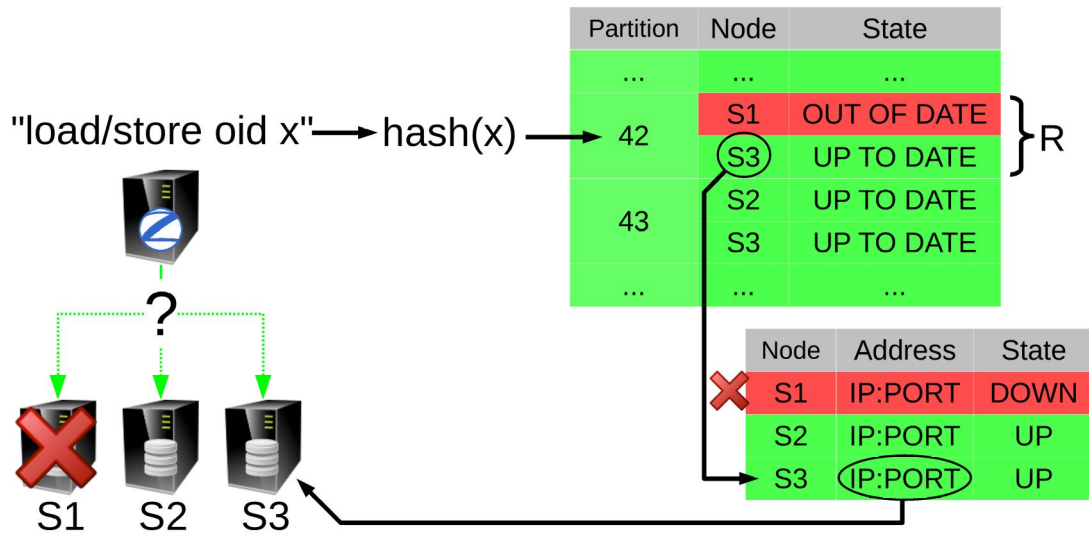 Partition Node State
... ... ...
"load/store oid x" hash(x) 42 S1 OUT OF DATE R
S3 UP TO DATE
43 S2 UP TO DATE
S3 UP TO DATE
... ... ...
?
Node Address State
S1 IP:PORT DOWN
S2 IP:PORT UP
S3 IP:PORT UP
S1 S2 S3